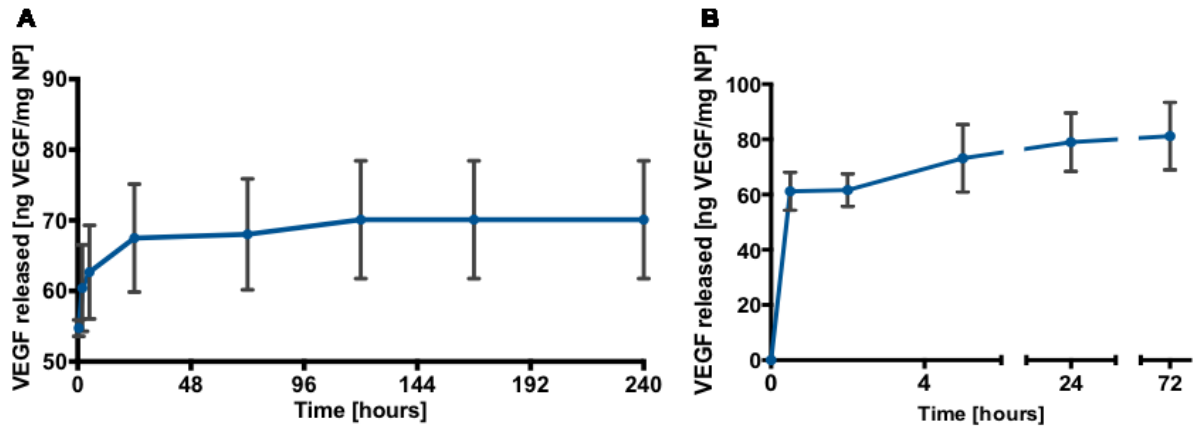 A
VEGF released [ng VEGF/mg NP]
90
80
70
60
50
0 48 96 144 192 240
Time [hours]
B
VEGF released [ng VEGF/mg NP]
100
80
60
40
20
0
0 4 24 72
Time [hours]